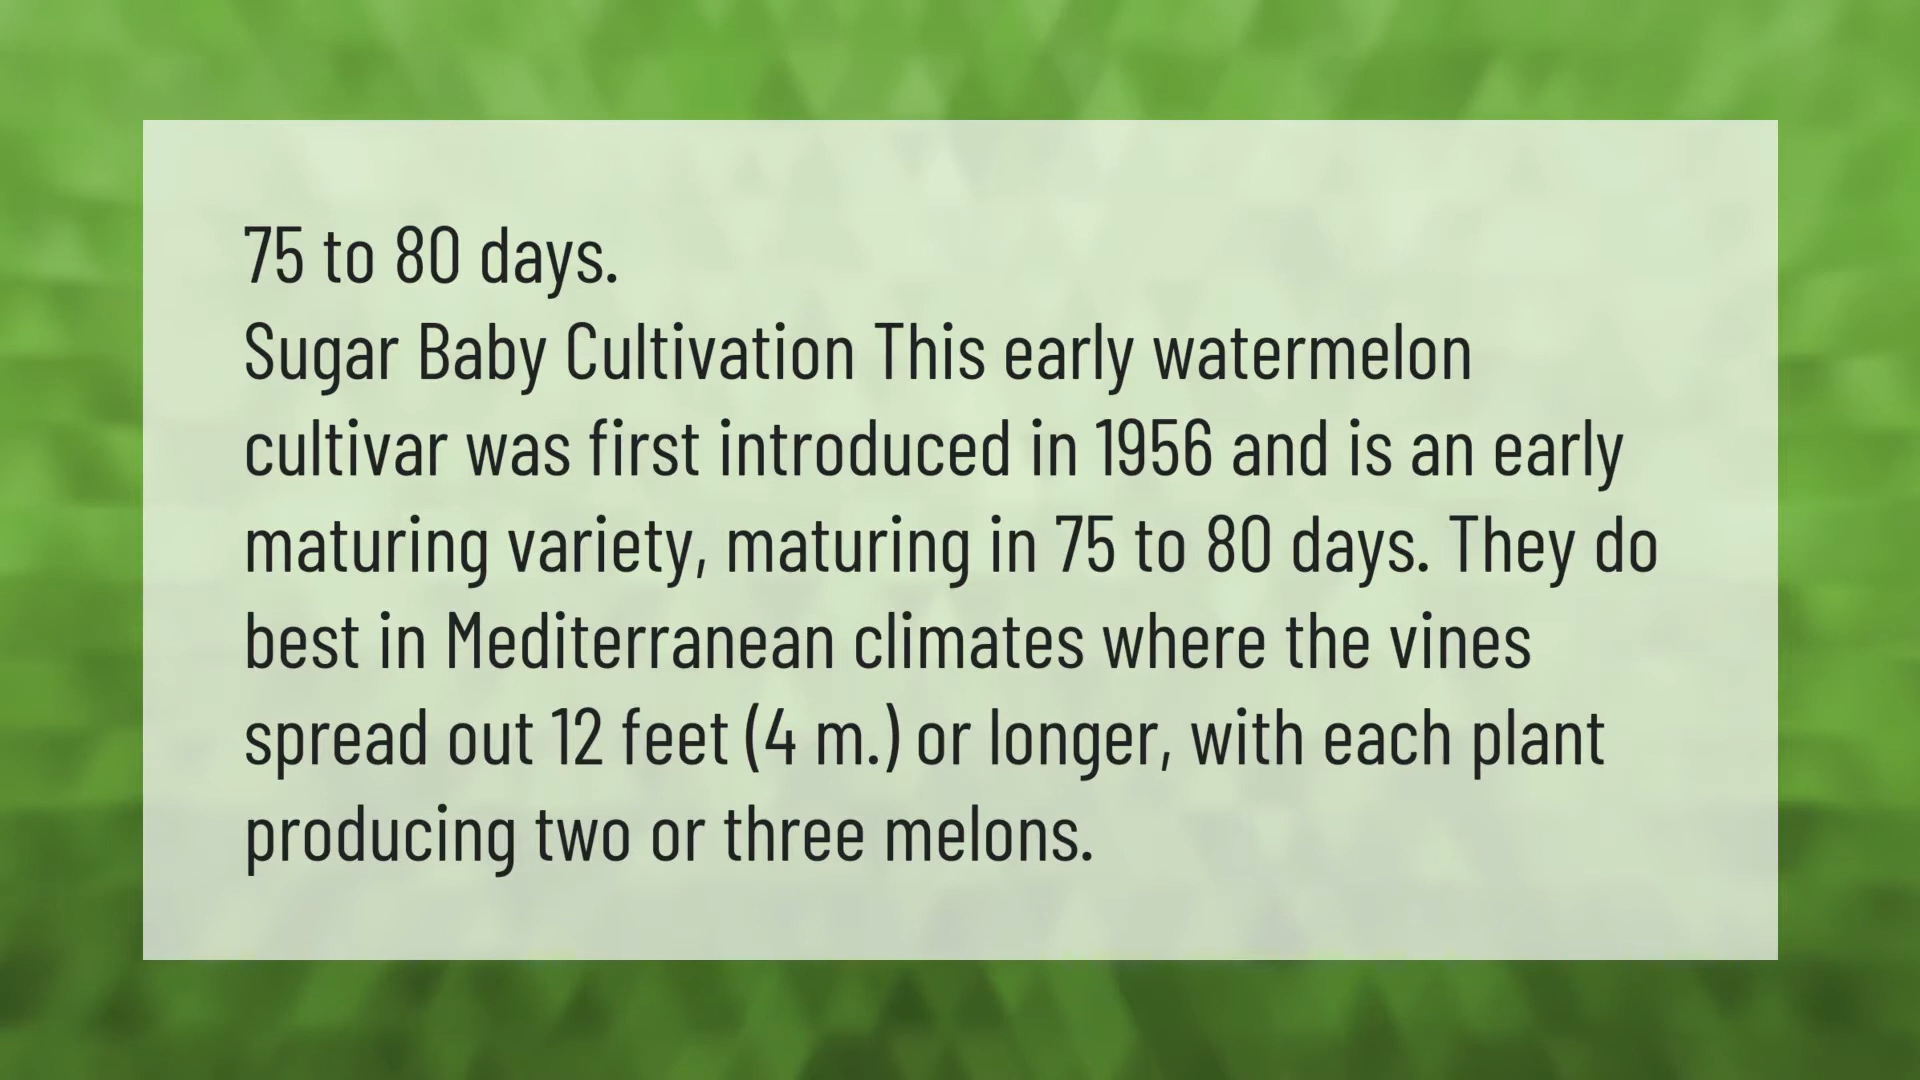 75 to 80 days.
Sugar Baby Cultivation This early watermelon
cultivar was first introduced in 1956 and is an early
maturing variety, maturing in 75 to 80 days. They do
best in Mediterranean climates where the vines
spread out 12 feet (4 m.) or longer, with each plant
producing two or three melons.